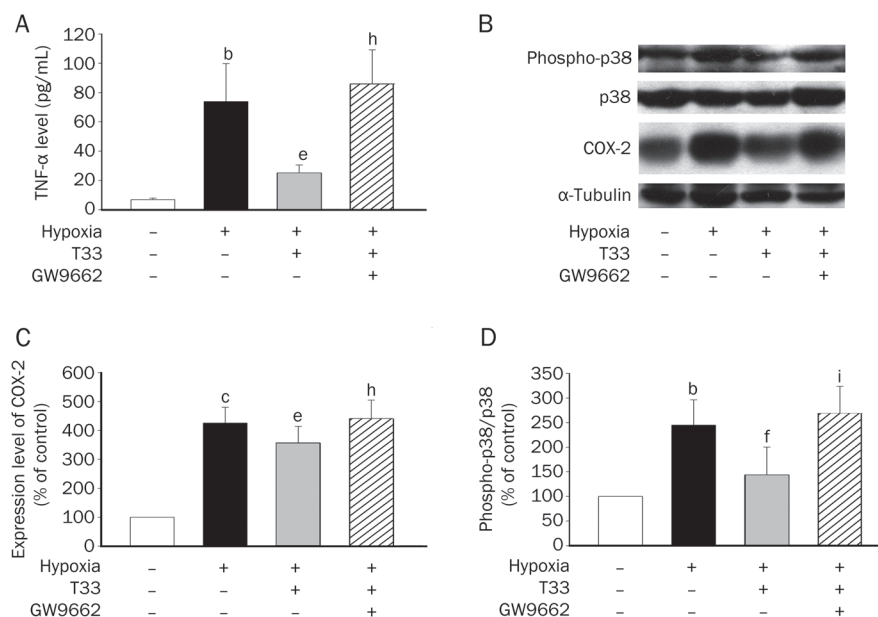 A
TNF-α level (pg/mL)
120
100
80
60
40
20
0
b
e
h
Hypoxia – + + +
T33 – – + +
GW9662 – – – +
B
Phospho-p38
p38
COX-2
α-Tubulin
Hypoxia – + + +
T33 – – + +
GW9662 – – – +
C
Expression level of COX-2
(% of control)
600
500
400
300
200
100
0
c
e
h
Hypoxia – + + +
T33 – – + +
GW9662 – – – +
D
Phospho-p38/p38
(% of control)
350
300
250
200
150
100
50
0
b
f
i
Hypoxia – + + +
T33 – – + +
GW9662 – – – +